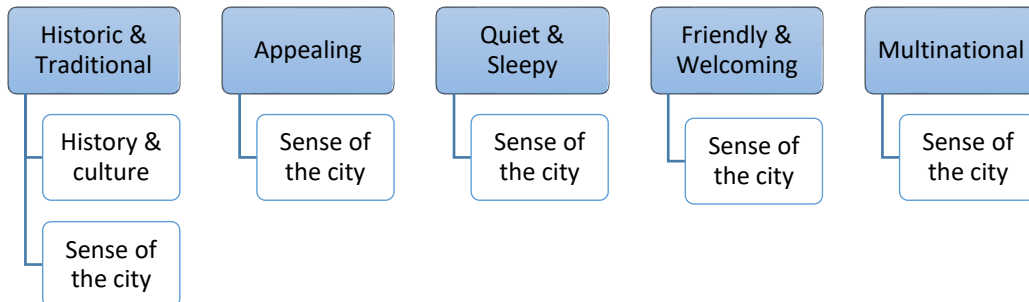 Historic &
Traditional
Appealing
Quiet &
Sleepy
Friendly &
Welcoming
Multinational
History &
culture
Sense of
the city
Sense of
the city
Sense of
the city
Sense of
the city
Sense of
the city